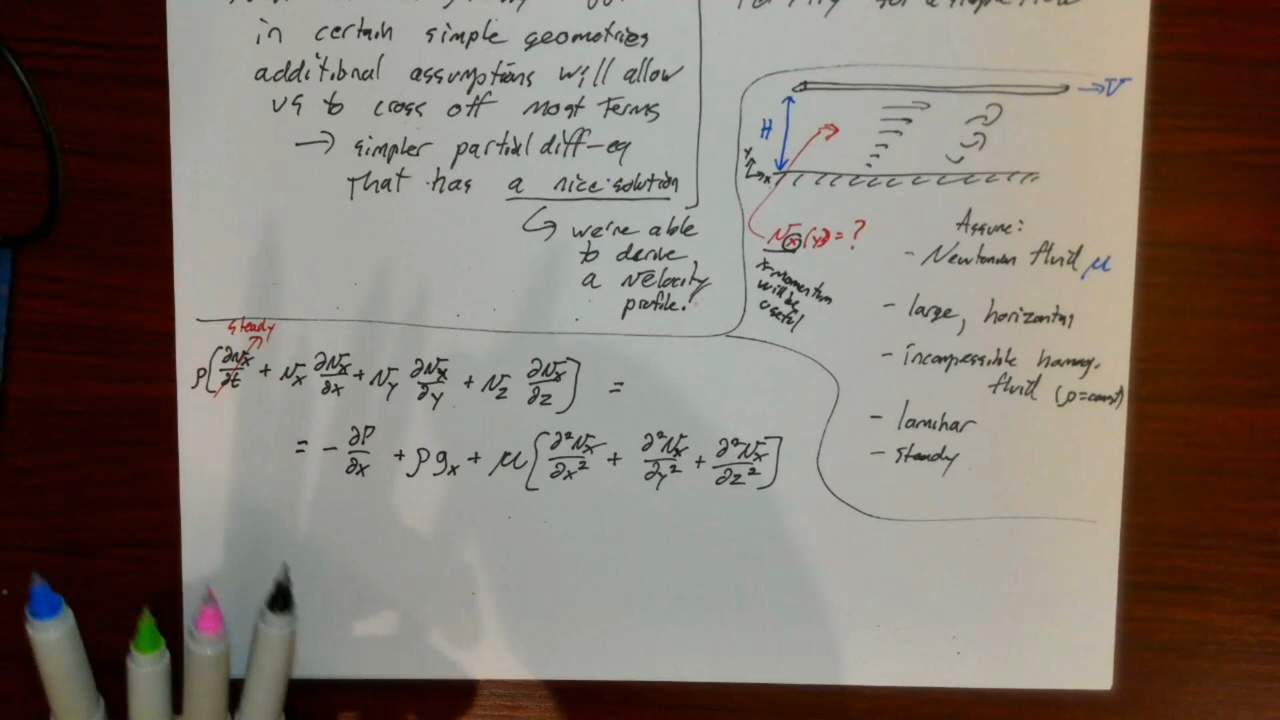 in certain simple geometries
additional assumptions will allow
us to cross off most terms
→ simpler partial diff-eq
that has a nice solution
↳ we're able
to derive
a velocity
profile!
for a simple flow
H
→V
y
x
Vx(y)=?
x-momentum
will be
useful
Assume:
- Newtonian fluid μ
- large, horizontal
- incompressible homog.
fluid (ρ=const)
- laminar
- steady
steady
ρ[∂Vx/∂t + Vx ∂Vx/∂x + Vy ∂Vx/∂y + Vz ∂Vx/∂z] =
= - ∂P/∂x + ρgx + μ[∂²Vx/∂x² + ∂²Vx/∂y² + ∂²Vx/∂z²]